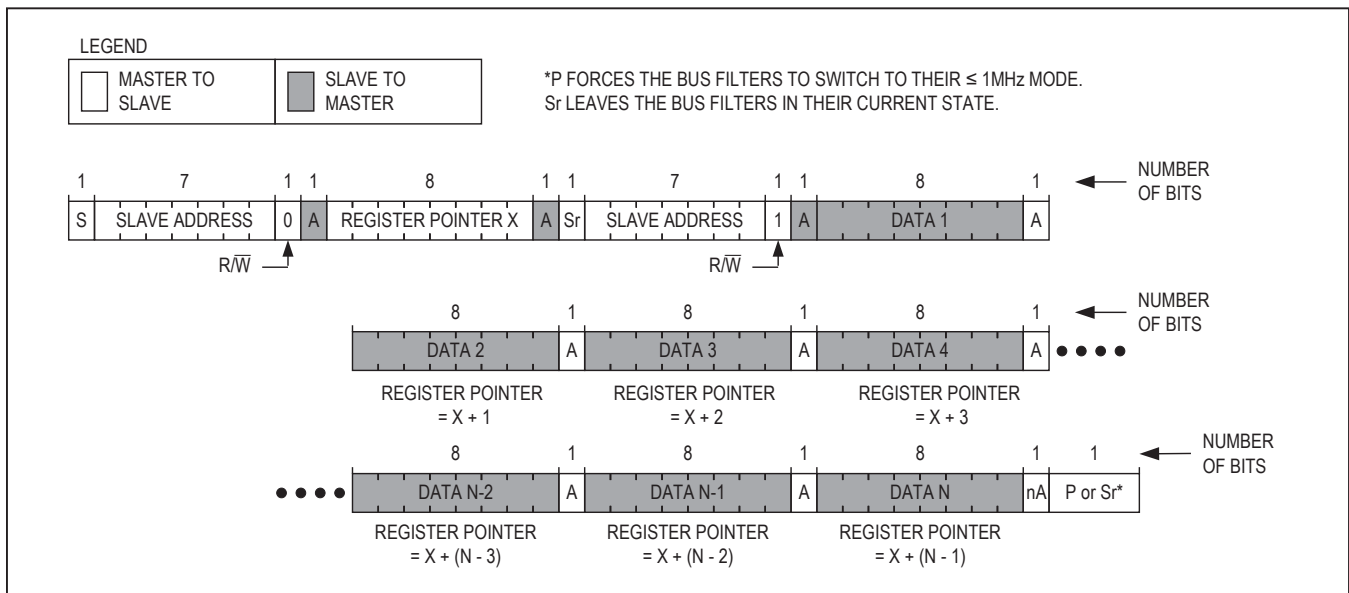 LEGEND
MASTER TO SLAVE SLAVE TO MASTER
*P FORCES THE BUS FILTERS TO SWITCH TO THEIR ≤ 1MHz MODE.
Sr LEAVES THE BUS FILTERS IN THEIR CURRENT STATE.
1 7 1 1 8 1 1 7 1 1 8 1 NUMBER OF BITS
S SLAVE ADDRESS 0 A REGISTER POINTER X A Sr SLAVE ADDRESS 1 A DATA 1 A
R/W̅ R/W̅
8 1 8 1 8 1 NUMBER OF BITS
DATA 2 A DATA 3 A DATA 4 A
REGISTER POINTER REGISTER POINTER REGISTER POINTER
= X + 1 = X + 2 = X + 3
8 1 8 1 8 1 1 NUMBER OF BITS
DATA N-2 A DATA N-1 A DATA N nA P or Sr*
REGISTER POINTER REGISTER POINTER REGISTER POINTER
= X + (N - 3) = X + (N - 2) = X + (N - 1)